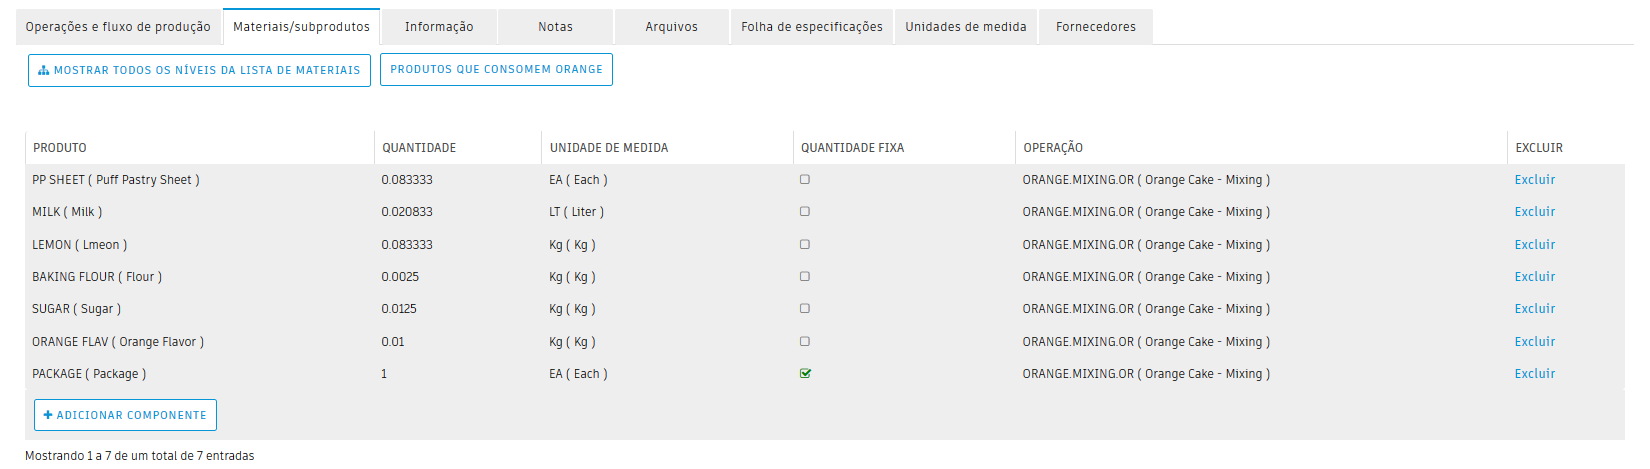 Operações e fluxo de produção Materiais/subprodutos Informação Notas Arquivos Folha de especificações Unidades de medida Fornecedores
MOSTRAR TODOS OS NÍVEIS DA LISTA DE MATERIAIS PRODUTOS QUE CONSOMEM ORANGE
PRODUTO QUANTIDADE UNIDADE DE MEDIDA QUANTIDADE FIXA OPERAÇÃO EXCLUIR
PP SHEET ( Puff Pastry Sheet ) 0.083333 EA ( Each ) ORANGE.MIXING.OR ( Orange Cake - Mixing ) Excluir
MILK ( Milk ) 0.020833 LT ( Liter ) ORANGE.MIXING.OR ( Orange Cake - Mixing ) Excluir
LEMON ( Lmeon ) 0.083333 Kg ( Kg ) ORANGE.MIXING.OR ( Orange Cake - Mixing ) Excluir
BAKING FLOUR ( Flour ) 0.0025 Kg ( Kg ) ORANGE.MIXING.OR ( Orange Cake - Mixing ) Excluir
SUGAR ( Sugar ) 0.0125 Kg ( Kg ) ORANGE.MIXING.OR ( Orange Cake - Mixing ) Excluir
ORANGE FLAV ( Orange Flavor ) 0.01 Kg ( Kg ) ORANGE.MIXING.OR ( Orange Cake - Mixing ) Excluir
PACKAGE ( Package ) 1 EA ( Each ) ORANGE.MIXING.OR ( Orange Cake - Mixing ) Excluir
+ ADICIONAR COMPONENTE
Mostrando 1 a 7 de um total de 7 entradas